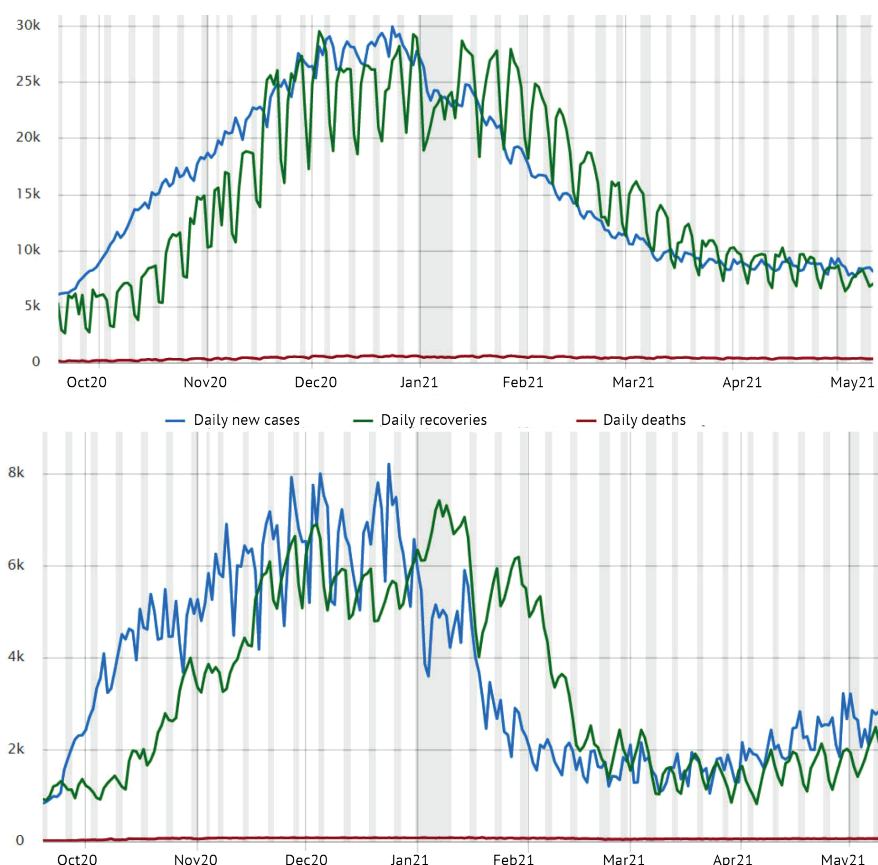 30k
25k
20k
15k
10k
5k
0
Oct20 Nov20 Dec20 Jan21 Feb21 Mar21 Apr21 May21
Daily new cases Daily recoveries Daily deaths
8k
6k
4k
2k
0
Oct20 Nov20 Dec20 Jan21 Feb21 Mar21 Apr21 May21